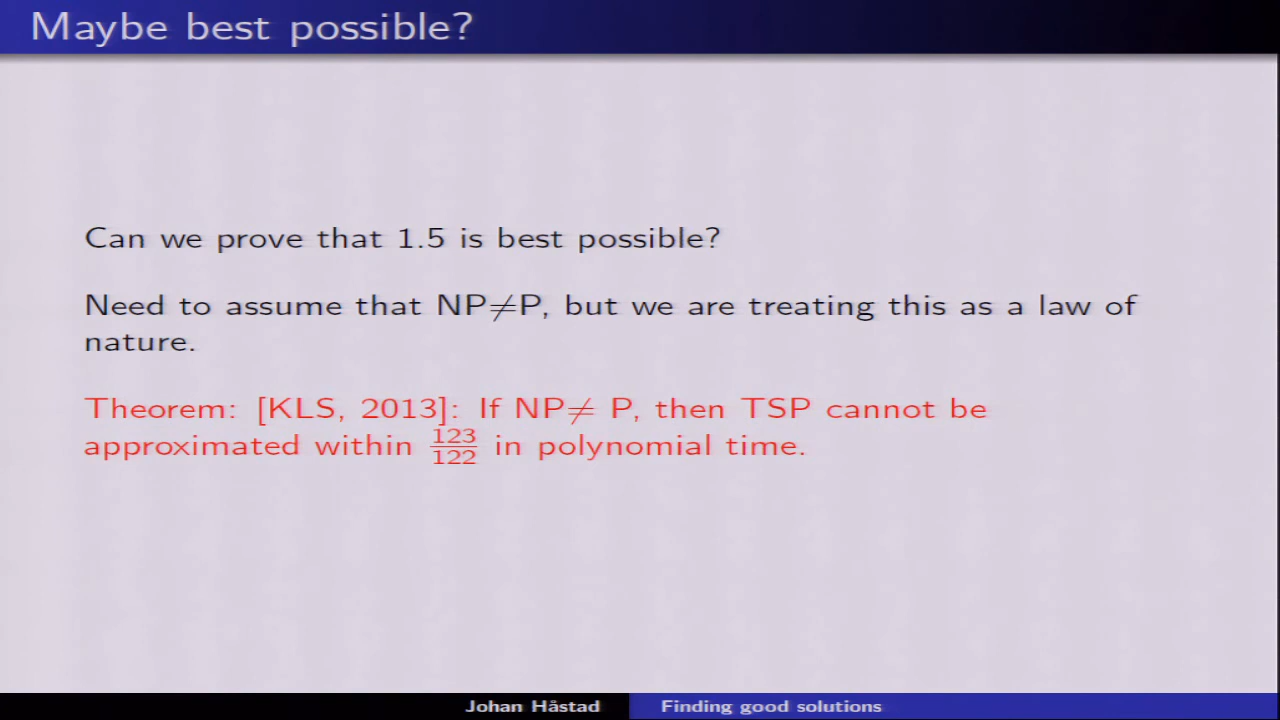 Maybe best possible?
Can we prove that 1.5 is best possible?
Need to assume that NP≠P, but we are treating this as a law of
nature.
Theorem: [KLS, 2013]: If NP≠ P, then TSP cannot be
approximated within 123/122 in polynomial time.
Johan Håstad Finding good solutions